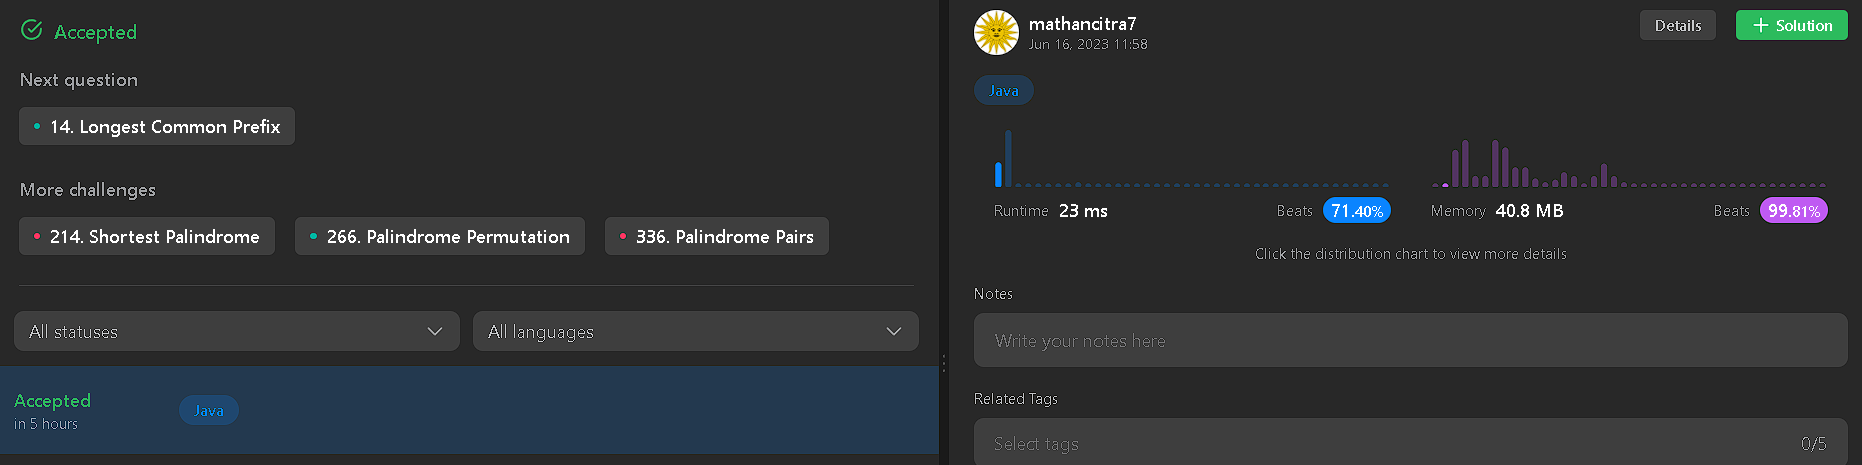 Accepted
Next question
14. Longest Common Prefix
More challenges
214. Shortest Palindrome
266. Palindrome Permutation
336. Palindrome Pairs
All statuses
All languages
Accepted
in 5 hours
Java
mathancitra7
Jun 16, 2023 11:58
Details
Solution
Java
Runtime 23 ms
Beats 71.40%
Memory 40.8 MB
Beats 99.81%
Click the distribution chart to view more details
Notes
Write your notes here
Related Tags
Select tags
0/5